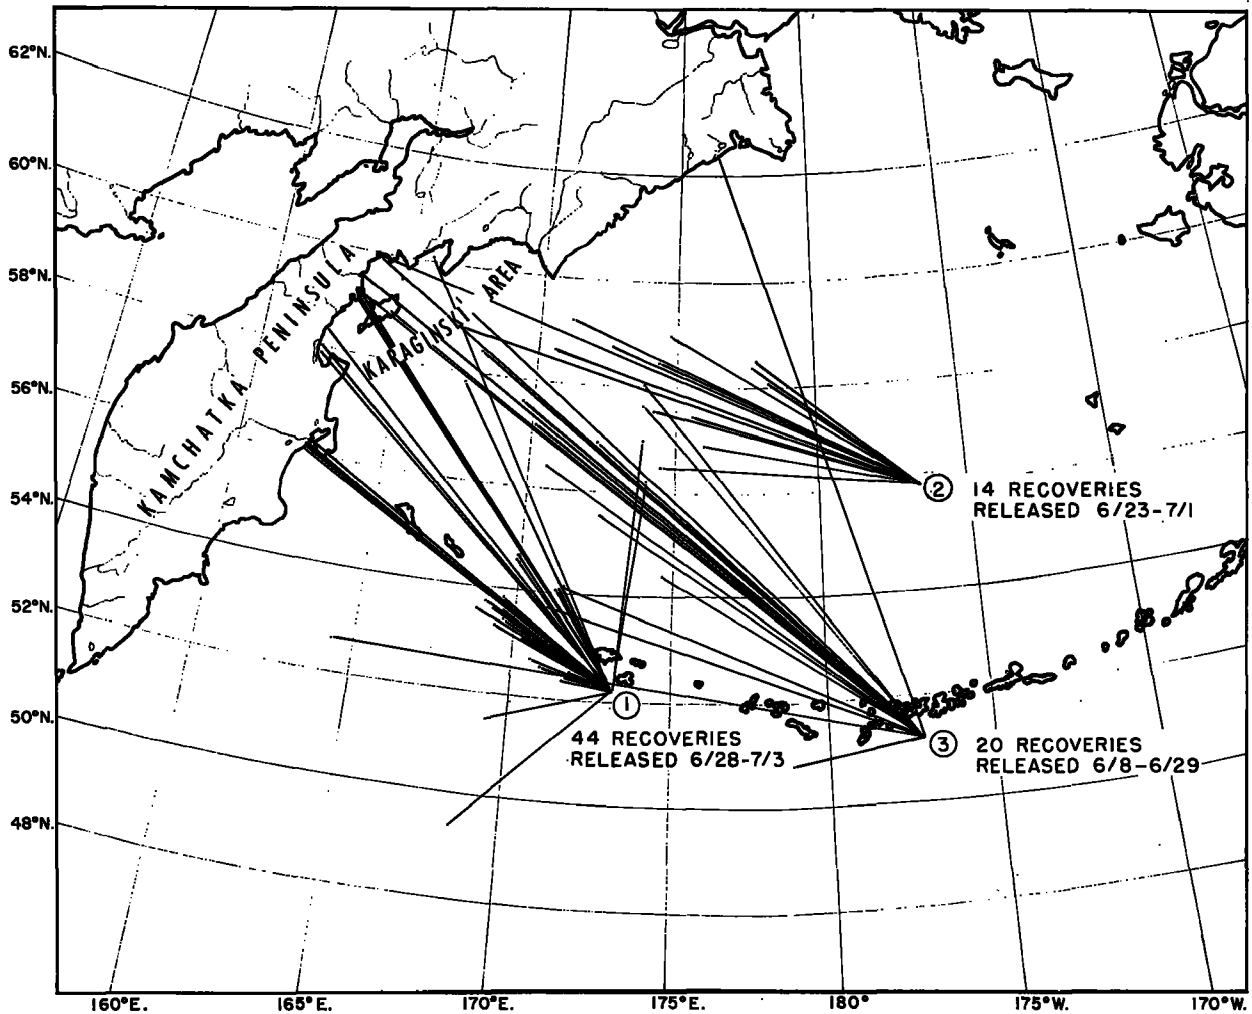 62°N.
60°N.
58°N.
56°N.
54°N.
52°N.
50°N.
48°N.
KAMCHATKA PENINSULA
KARAGINSKI' AREA
2 14 RECOVERIES
RELEASED 6/23-7/1
1
44 RECOVERIES
RELEASED 6/28-7/3
3 20 RECOVERIES
RELEASED 6/8-6/29
160°E. 165°E. 170°E. 175°E. 180° 175°W. 170°W.